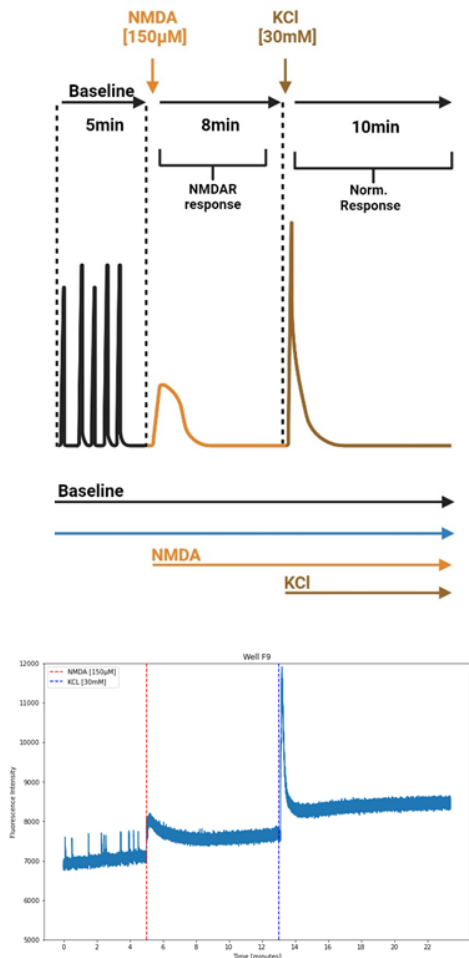 NMDA
[150µM]
KCl
[30mM]
Baseline
5min
8min
10min
NMDAR
response
Norm.
Response
Baseline
NMDA
KCl
Well F9
NMDA [150µM]
KCL [30mM]
Fluorescence Intensity
12000
11000
10000
9000
8000
7000
6000
5000
0
2
4
6
8
10
12
14
16
18
20
22
Time [minutes]